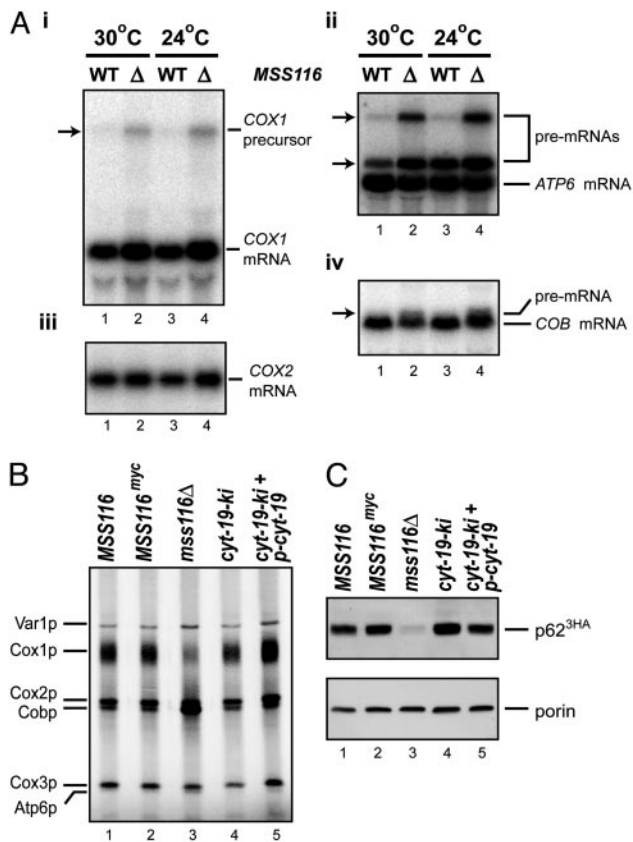 A
i
30°C 24°C
WT Δ WT Δ MSS116
COX1
precursor
COX1
mRNA
1 2 3 4
ii
30°C 24°C
WT Δ WT Δ
pre-mRNAs
ATP6 mRNA
1 2 3 4
iii
COX2
mRNA
1 2 3 4
iv
pre-mRNA
COB mRNA
1 2 3 4
B
MSS116
MSS116myc
mss116Δ
cyt-19-ki
cyt-19-ki +
p-cyt-19
Var1p
Cox1p
Cox2p
Cobp
Cox3p
Atp6p
1 2 3 4 5
C
MSS116
MSS116myc
mss116Δ
cyt-19-ki
cyt-19-ki +
p-cyt-19
p623HA
porin
1 2 3 4 5